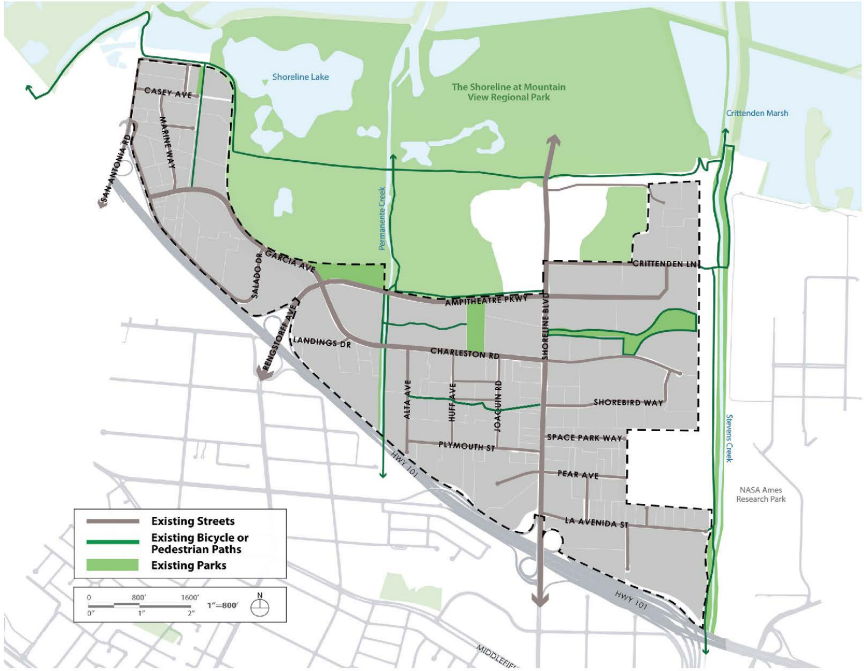 Shoreline Lake
The Shoreline at Mountain
View Regional Park
Crittenden Marsh
CASEY AVE
MARINE WAY
SAN ANTONIA RD
Permanente Creek
SALADO DR
GARCIA AVE
CRITTENDEN LN
AMPITHEATRE PKWY
RENGSTORFF AVE
SHORELINE BLVD
LANDINGS DR
CHARLESTON RD
ALTA AVE
HUFF AVE
JOAQUIN RD
SHOREBIRD WAY
PLYMOUTH ST
SPACE PARK WAY
Stevens Creek
HWY 101
PEAR AVE
NASA Ames
Research Park
LA AVENIDA ST
Existing Streets
Existing Bicycle or
Pedestrian Paths
Existing Parks
0 800' 1600'
0" 1" 2"
1"=800'
N
HWY 101
MIDDLEFI